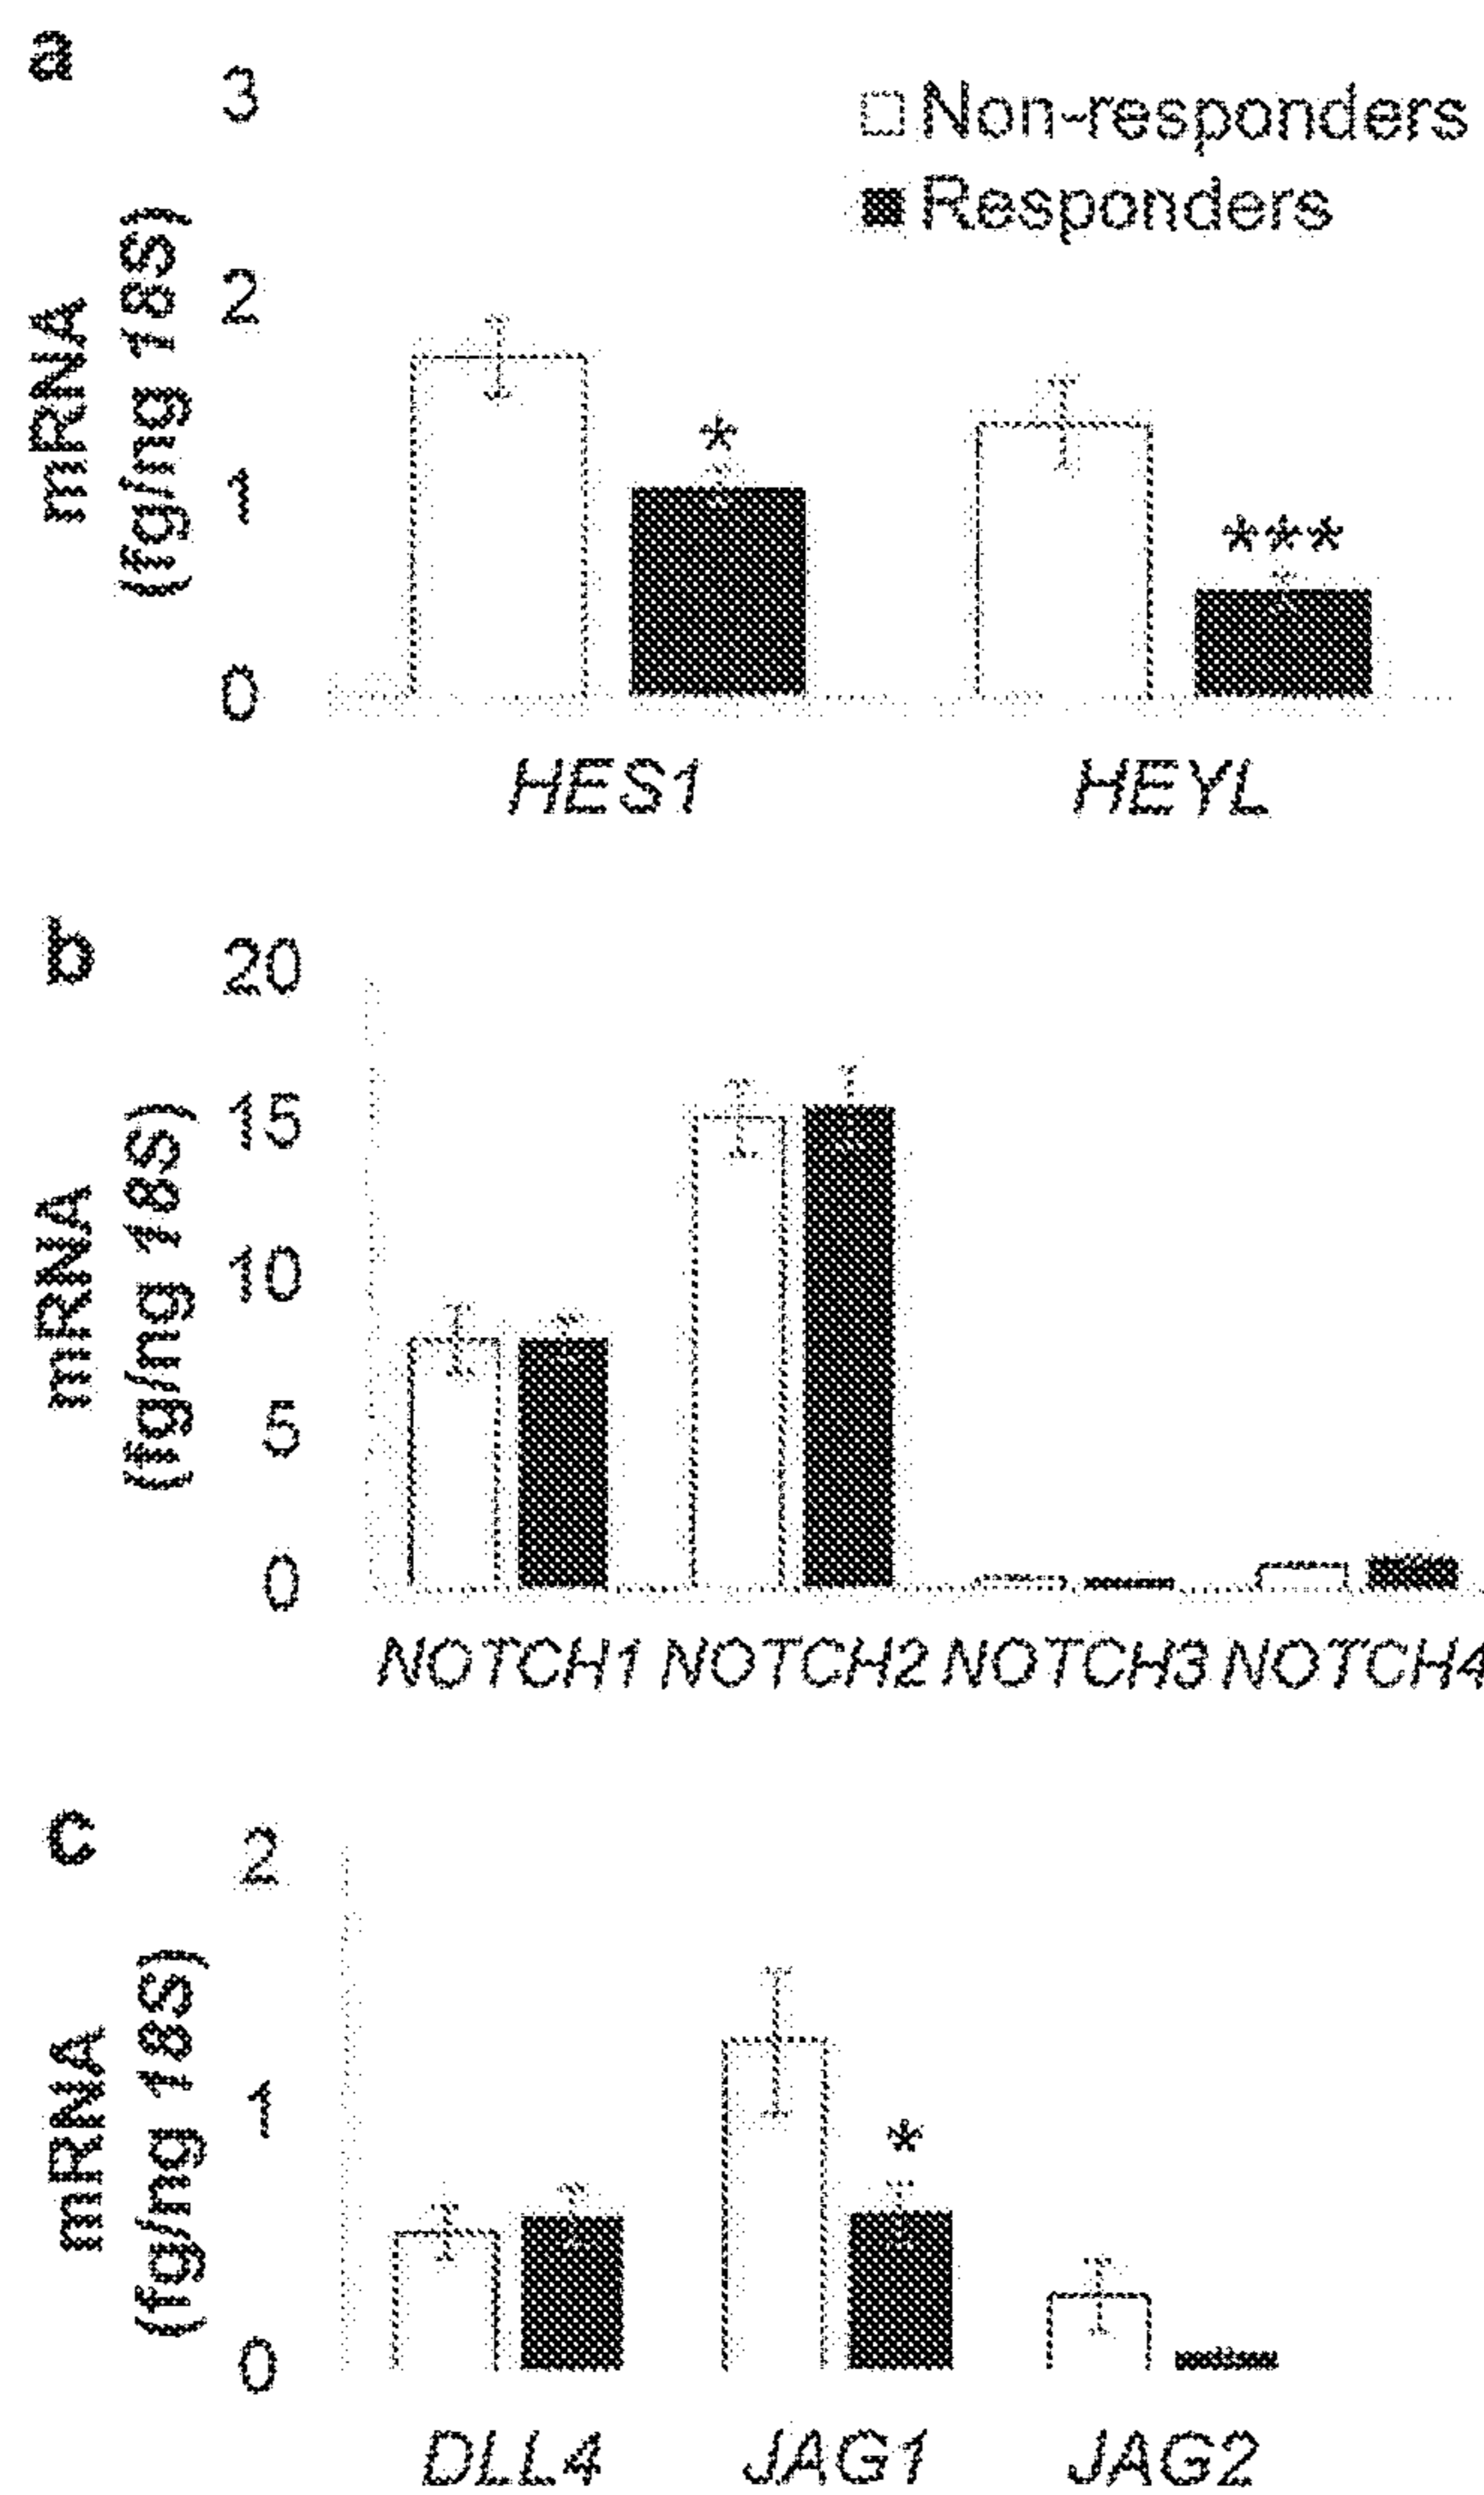 a
3
Non-responders
Responders
2
mRNA
(fg/ng 18S)
*
1
***
0
HES1 HEYL
b
20
15
mRNA
(fg/ng 18S)
10
5
0
NOTCH1 NOTCH2 NOTCH3 NOTCH4
c
2
mRNA
(fg/ng 18S)
1
*
0
DLL4 JAG1 JAG2